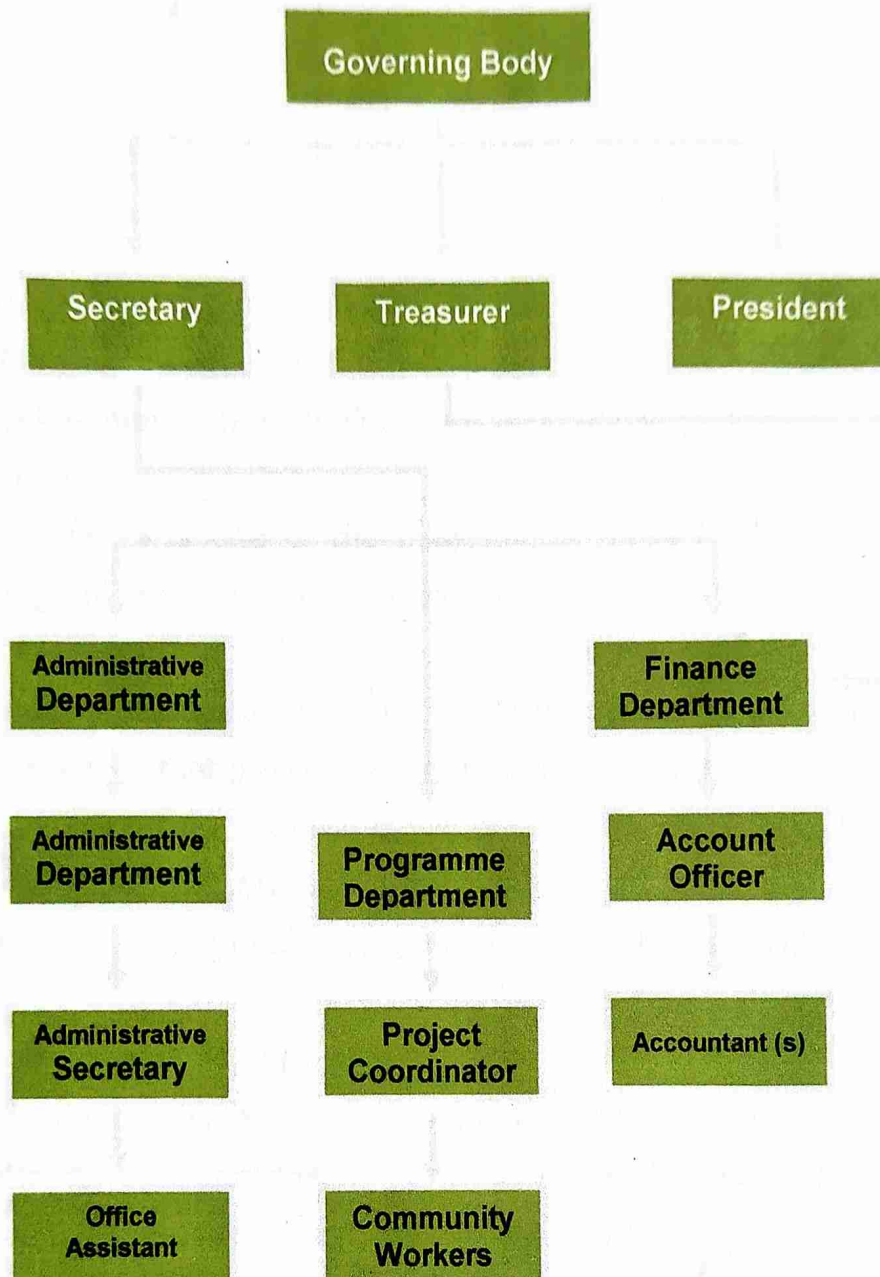 Governing Body
Secretary
Treasurer
President
Administrative
Department
Finance
Department
Administrative
Department
Programme
Department
Account
Officer
Administrative
Secretary
Project
Coordinator
Accountant (s)
Office
Assistant
Community
Workers